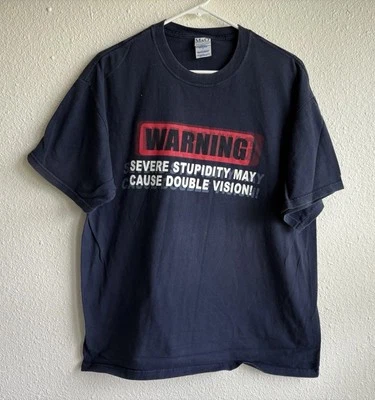 WARNING
SEVERE STUPIDITY MAY
CAUSE DOUBLE VISION!!